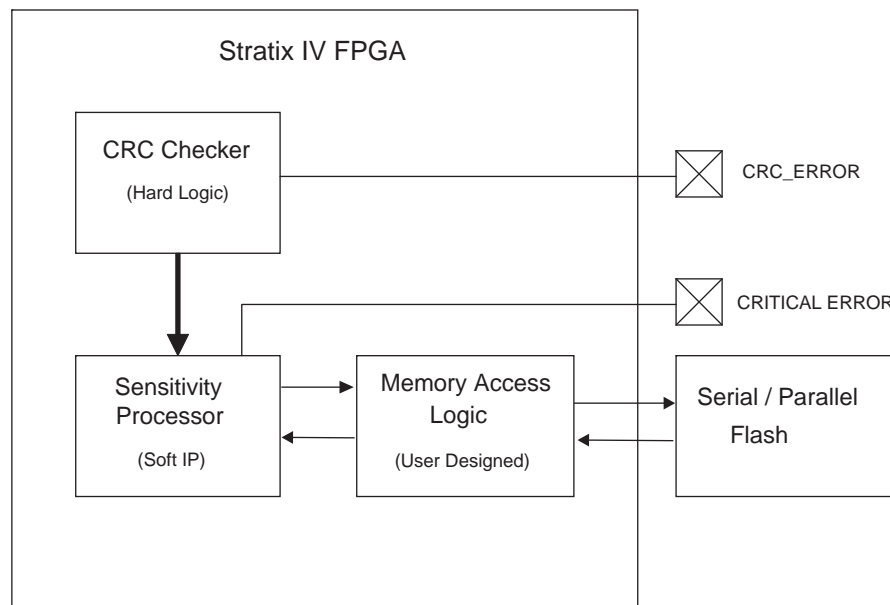 Stratix IV FPGA
CRC Checker
(Hard Logic)
CRC_ERROR
CRITICAL ERROR
Sensitivity
Processor
(Soft IP)
Memory Access
Logic
(User Designed)
Serial / Parallel
Flash